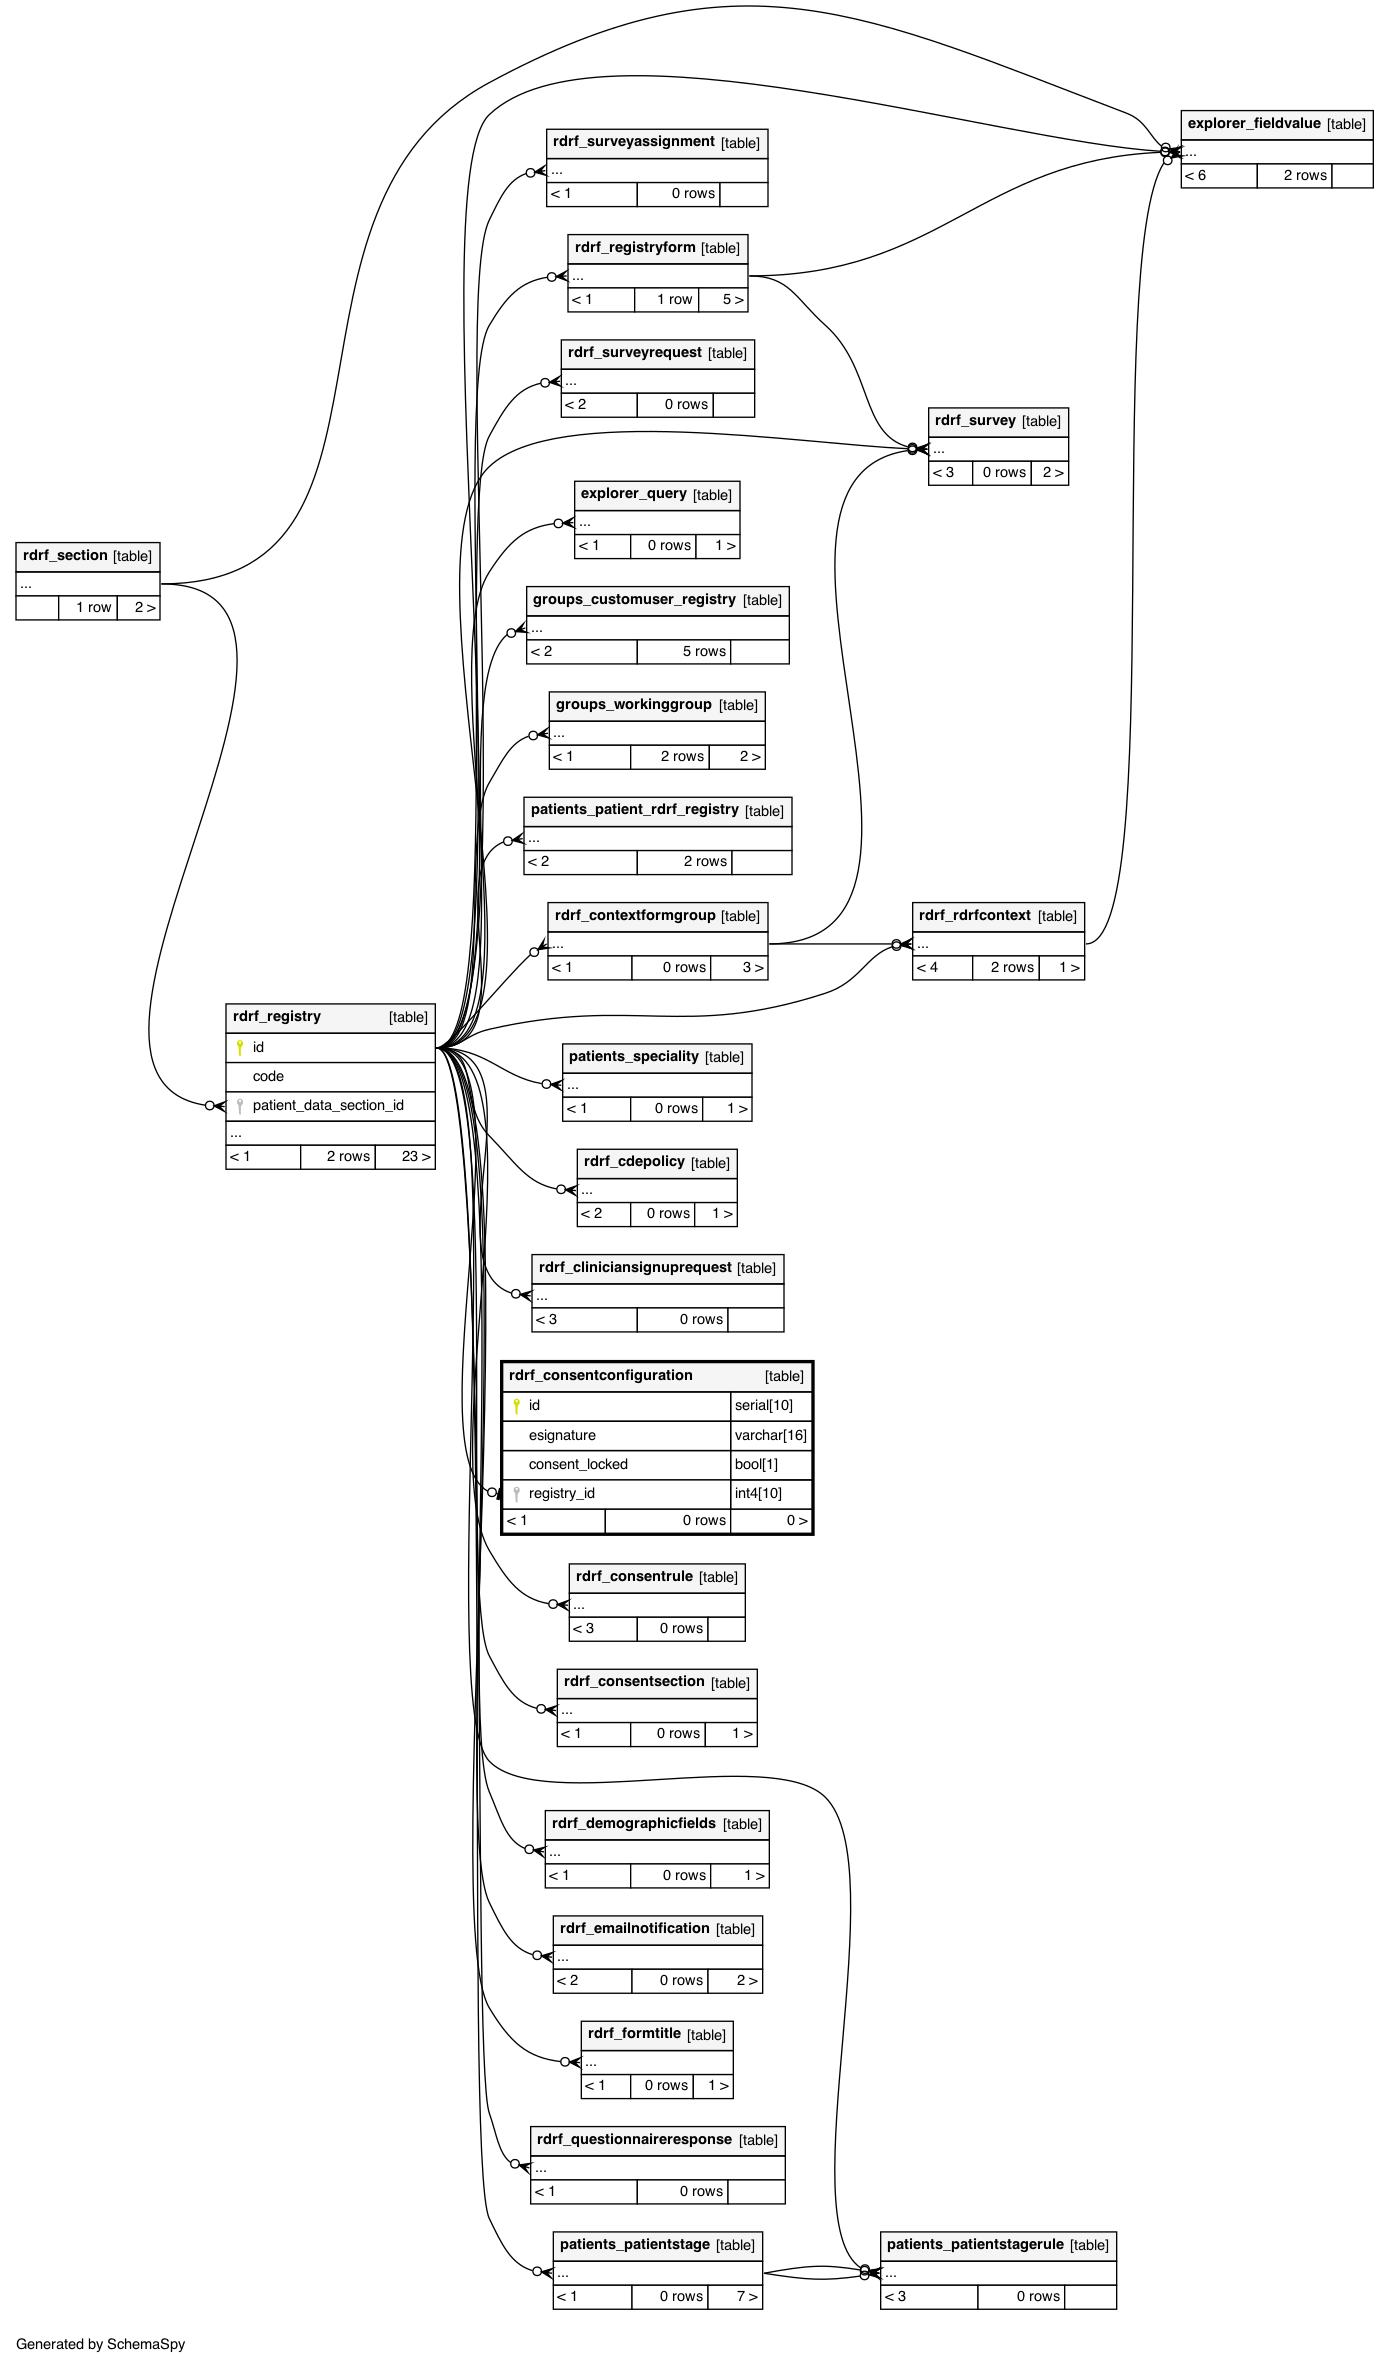 explorer_fieldvalue [table]
...
< 6 2 rows
rdrf_surveyassignment [table]
...
< 1 0 rows
rdrf_registryform [table]
...
< 1 1 row 5 >
rdrf_surveyrequest [table]
...
< 2 0 rows
rdrf_survey [table]
...
< 3 0 rows 2 >
explorer_query [table]
...
< 1 0 rows 1 >
rdrf_section [table]
...
1 row 2 >
groups_customuser_registry [table]
...
< 2 5 rows
groups_workinggroup [table]
...
< 1 2 rows 2 >
patients_patient_rdrf_registry [table]
...
< 2 2 rows
rdrf_contextformgroup [table]
...
< 1 0 rows 3 >
rdrf_rdrfcontext [table]
...
< 4 2 rows 1 >
rdrf_registry [table]
id
code
patient_data_section_id
...
< 1 2 rows 23 >
patients_speciality [table]
...
< 1 0 rows 1 >
rdrf_cdepolicy [table]
...
< 2 0 rows 1 >
rdrf_cliniciansignuprequest [table]
...
< 3 0 rows
rdrf_consentconfiguration [table]
id serial[10]
esignature varchar[16]
consent_locked bool[1]
registry_id int4[10]
< 1 0 rows 0 >
rdrf_consentrule [table]
...
< 3 0 rows
rdrf_consentsection [table]
...
< 1 0 rows 1 >
rdrf_demographicfields [table]
...
< 1 0 rows 1 >
rdrf_emailnotification [table]
...
< 2 0 rows 2 >
rdrf_formtitle [table]
...
< 1 0 rows 1 >
rdrf_questionnaireresponse [table]
...
< 1 0 rows
patients_patientstage [table]
...
< 1 0 rows 7 >
patients_patientstagerule [table]
...
< 3 0 rows
Generated by SchemaSpy